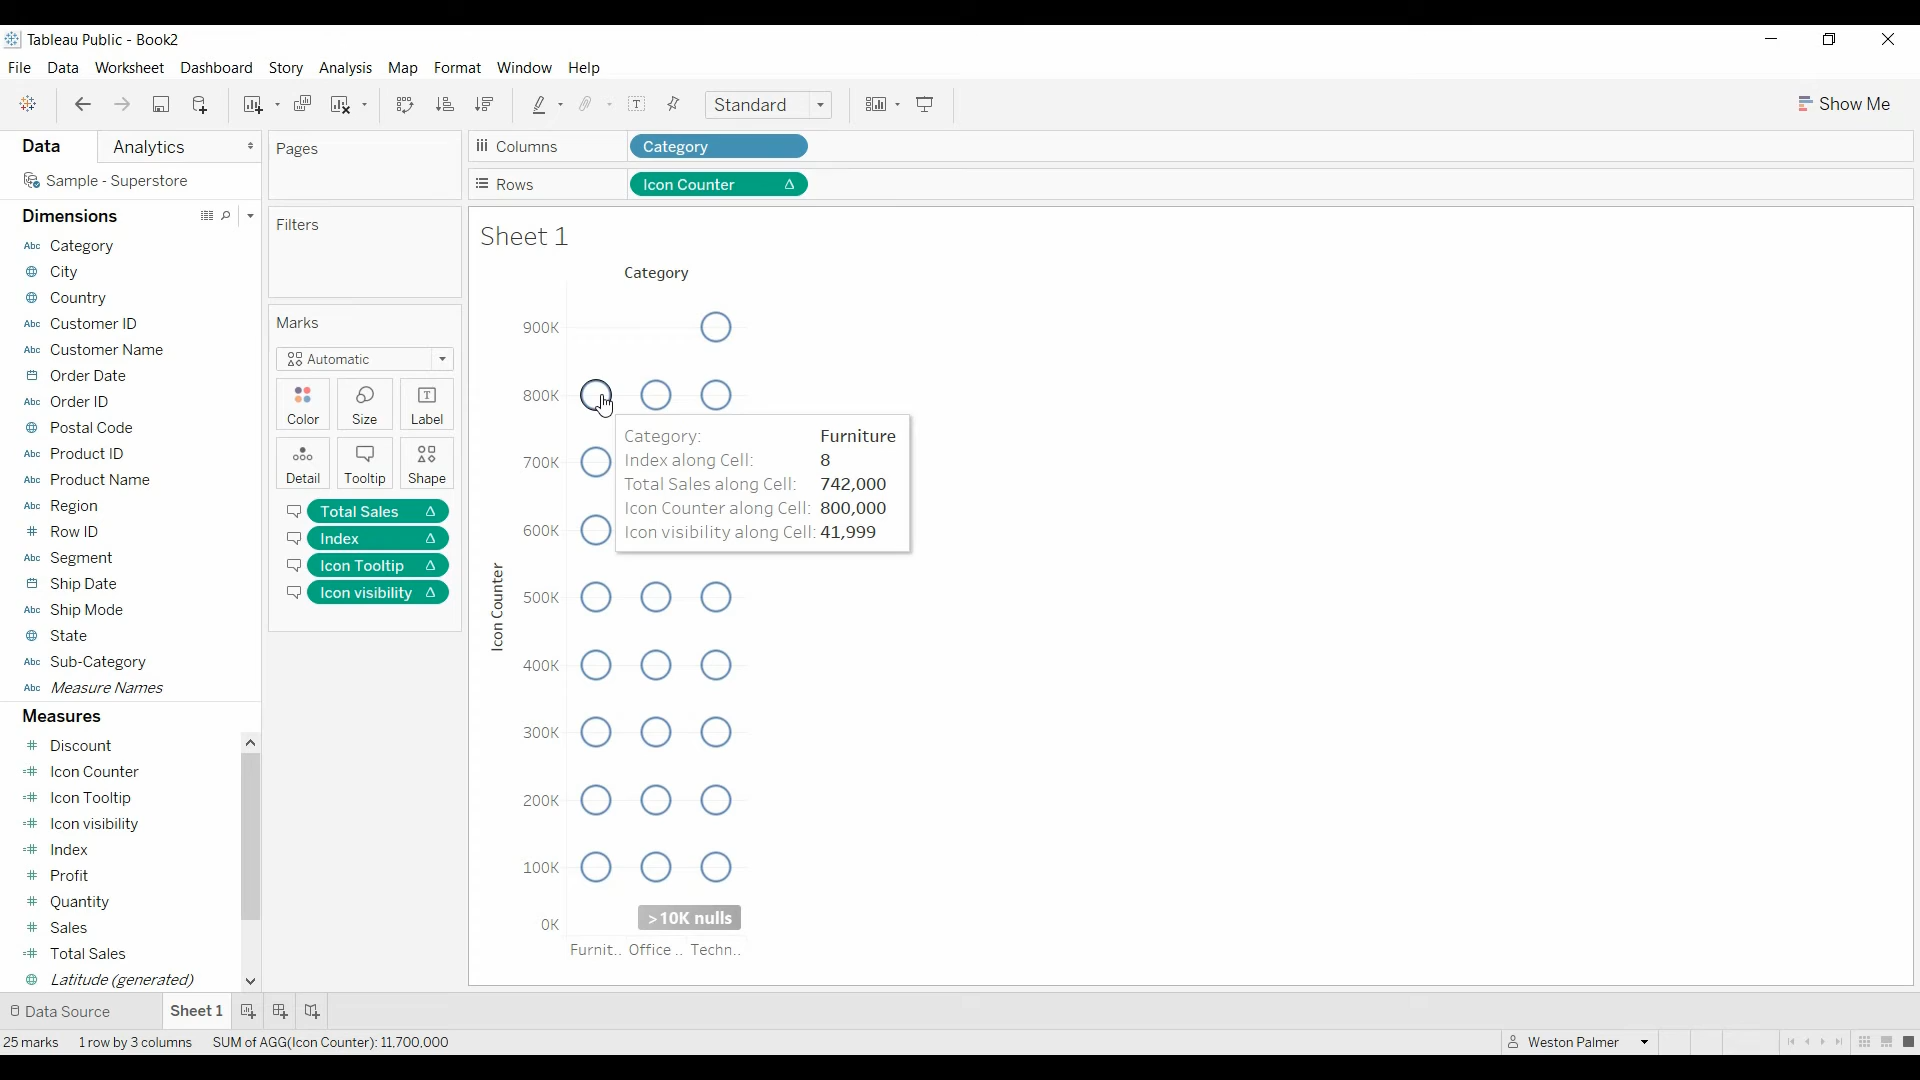 Tableau Public - Book2
File Data Worksheet Dashboard Story Analysis Map Format Window Help
Standard
Show Me
Data
Analytics
Sample - Superstore
Dimensions
Abc Category
City
Country
Abc Customer ID
Abc Customer Name
Order Date
Abc Order ID
Postal Code
Abc Product ID
Abc Product Name
Abc Region
# Row ID
Abc Segment
Ship Date
Abc Ship Mode
State
Abc Sub-Category
Abc Measure Names
Measures
# Discount
=# Icon Counter
=# Icon Tooltip
=# Icon visibility
=# Index
# Profit
# Quantity
# Sales
=# Total Sales
Latitude (generated)
Pages
Filters
Marks
Automatic
Color Size Label
Detail Tooltip Shape
Total Sales Δ
Index Δ
Icon Tooltip Δ
Icon visibility Δ
Columns
Category
Rows
Icon Counter Δ
Sheet 1
Category
Icon Counter
900K
800K
700K
600K
500K
400K
300K
200K
100K
0K
Category: Furniture
Index along Cell: 8
Total Sales along Cell: 742,000
Icon Counter along Cell: 800,000
Icon visibility along Cell: 41,999
>10K nulls
Furnit.. Office .. Techn..
Data Source
Sheet 1
25 marks 1 row by 3 columns SUM of AGG(Icon Counter): 11,700,000
Weston Palmer